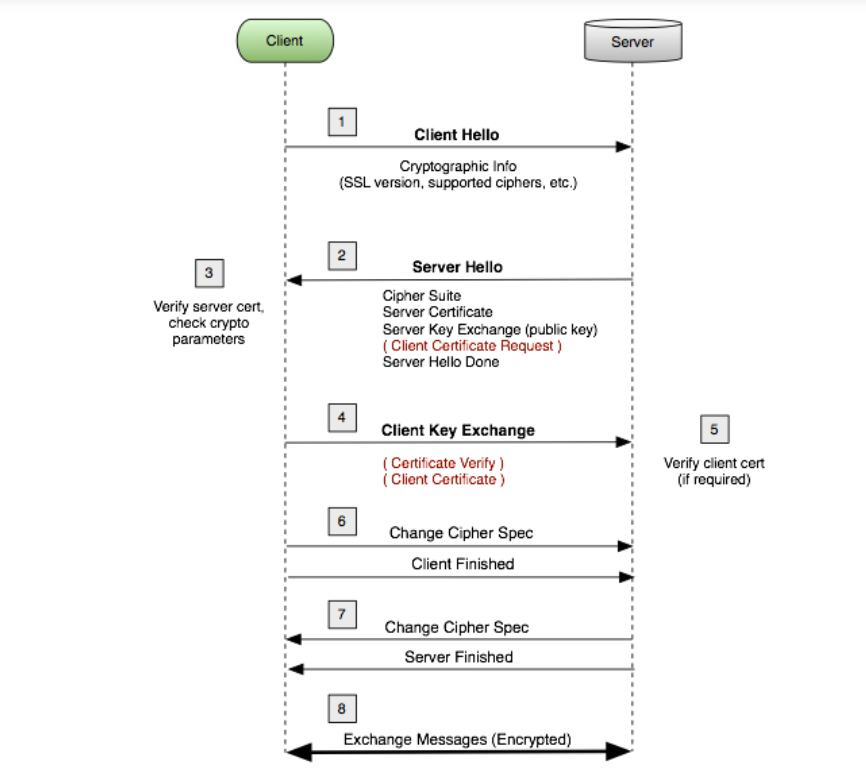 Client
Server
1
Client Hello
Cryptographic Info
(SSL version, supported ciphers, etc.)
2
Server Hello
3
Verify server cert,
check crypto
parameters
Cipher Suite
Server Certificate
Server Key Exchange (public key)
( Client Certificate Request )
Server Hello Done
4
Client Key Exchange
( Certificate Verify )
( Client Certificate )
5
Verify client cert
(if required)
6
Change Cipher Spec
Client Finished
7
Change Cipher Spec
Server Finished
8
Exchange Messages (Encrypted)